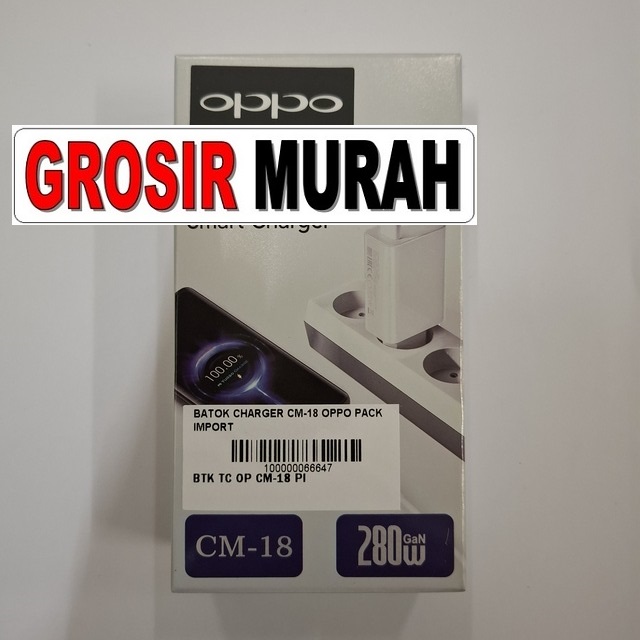 oppo
GROSIR MURAH
Smart Charger
100.00%
BATOK CHARGER CM-18 OPPO PACK
IMPORT
100000066647
BTK TC OP CM-18 PI
CM-18
280W GaN